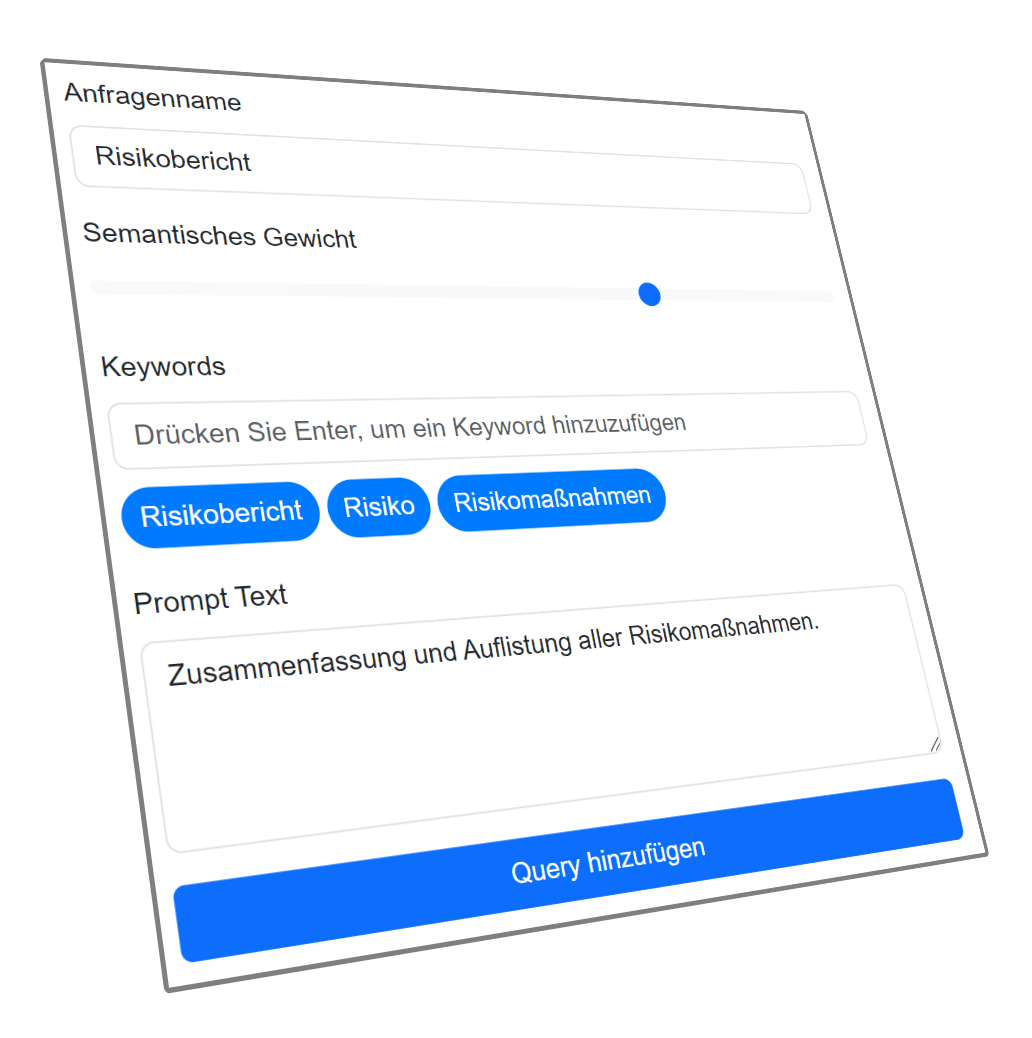 Anfragenname
Risikobericht
Semantisches Gewicht
Keywords
Drücken Sie Enter, um ein Keyword hinzuzufügen
Risikobericht Risiko Risikomaßnahmen
Prompt Text
Zusammenfassung und Auflistung aller Risikomaßnahmen.
Query hinzufügen